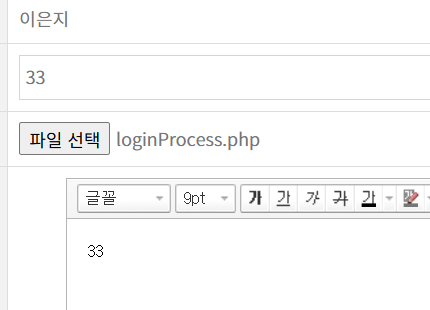 이은지
33
파일 선택 loginProcess.php
글꼴 9pt 가 가 가 가 가
33